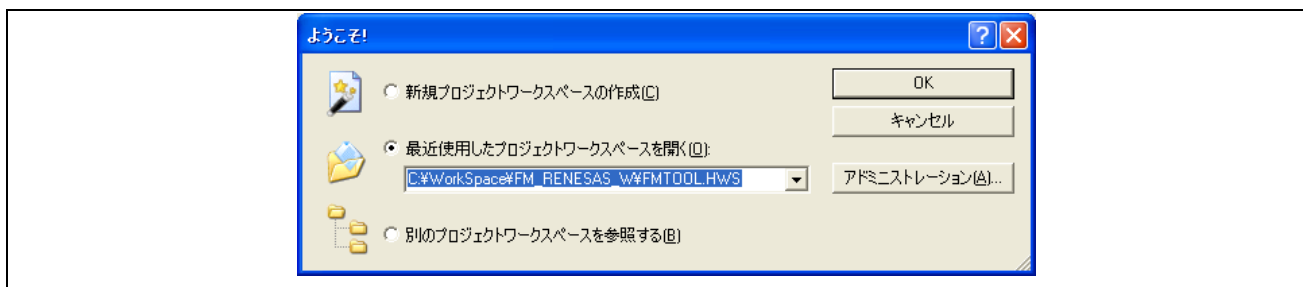 ようこそ!
新規プロジェクトワークスペースの作成(C)
OK
キャンセル
最近使用したプロジェクトワークスペースを開く(O):
C:¥WorkSpace¥FM_RENESAS_W¥FMTOOL.HWS
アドミニストレーション(A)...
別のプロジェクトワークスペースを参照する(B)